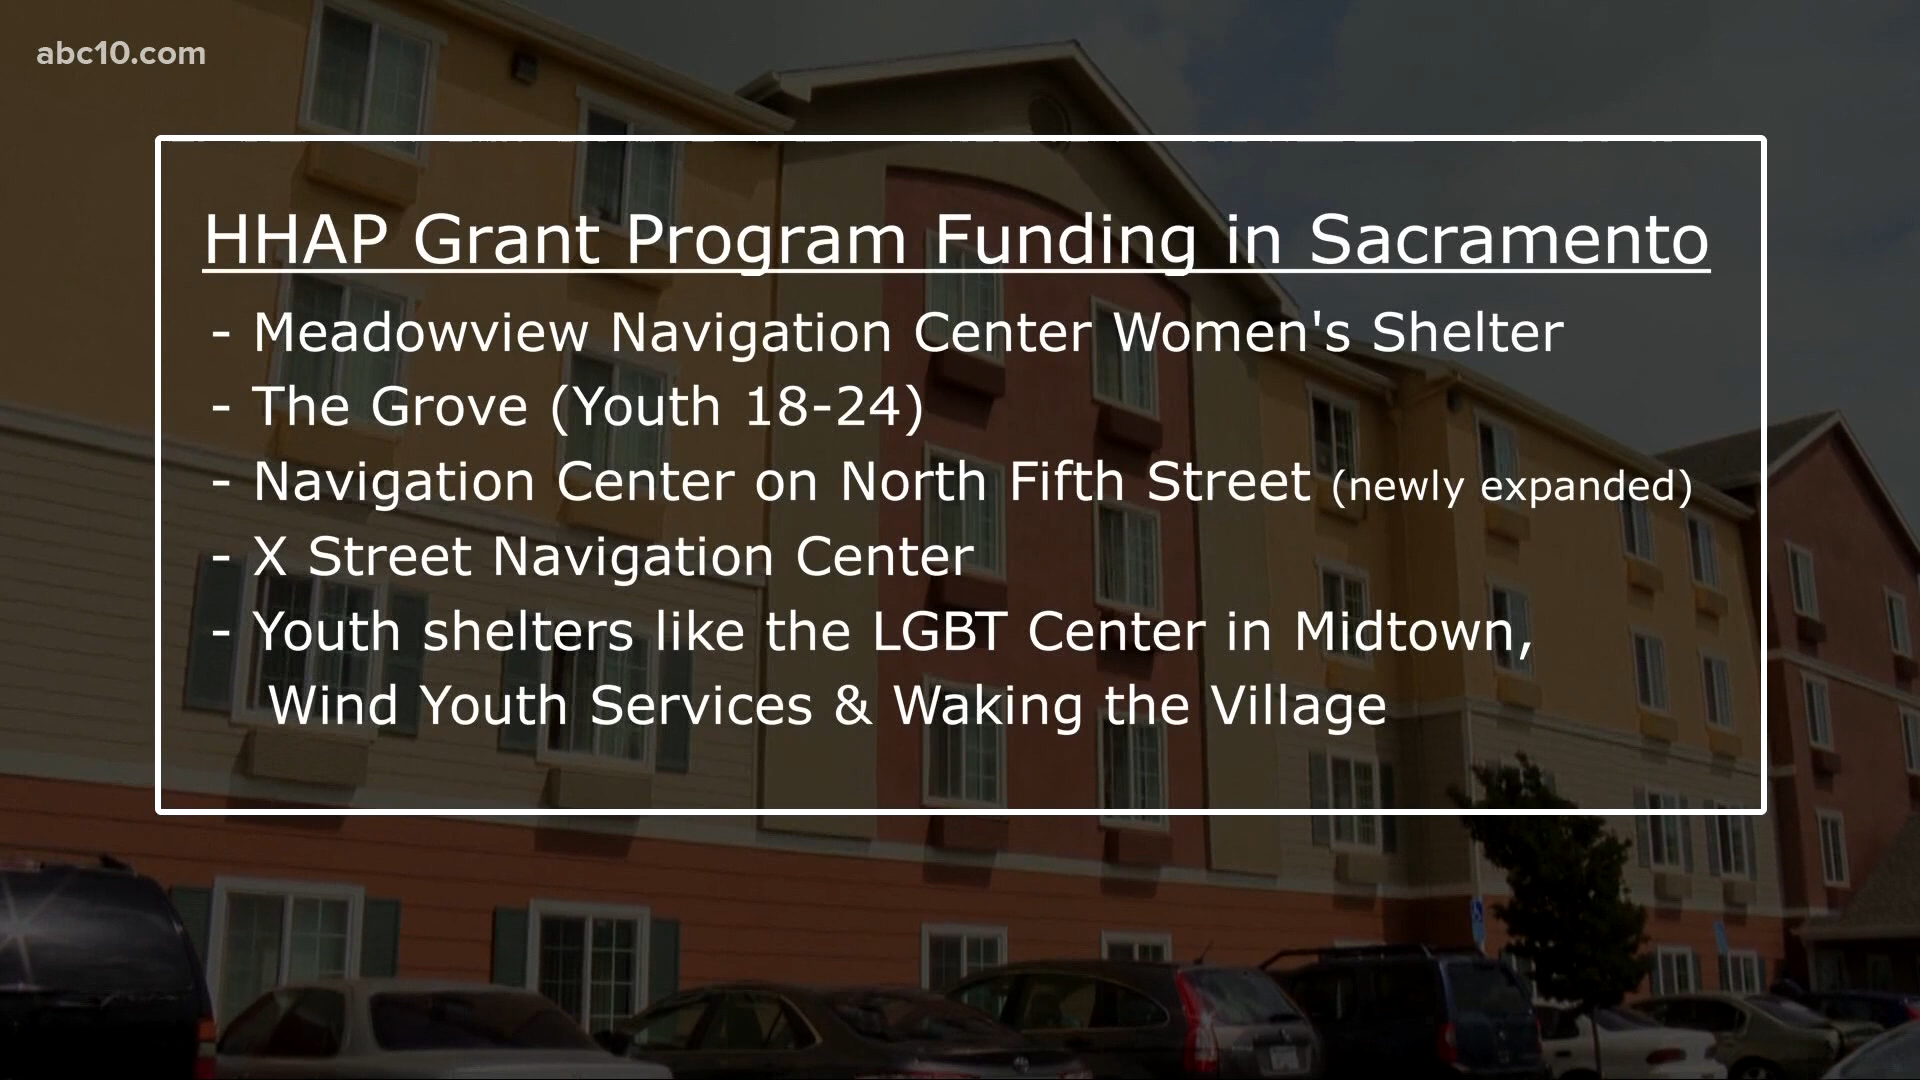 abc10.com
HHAP Grant Program Funding in Sacramento
- Meadowview Navigation Center Women's Shelter
- The Grove (Youth 18-24)
- Navigation Center on North Fifth Street (newly expanded)
- X Street Navigation Center
- Youth shelters like the LGBT Center in Midtown,
Wind Youth Services & Waking the Village